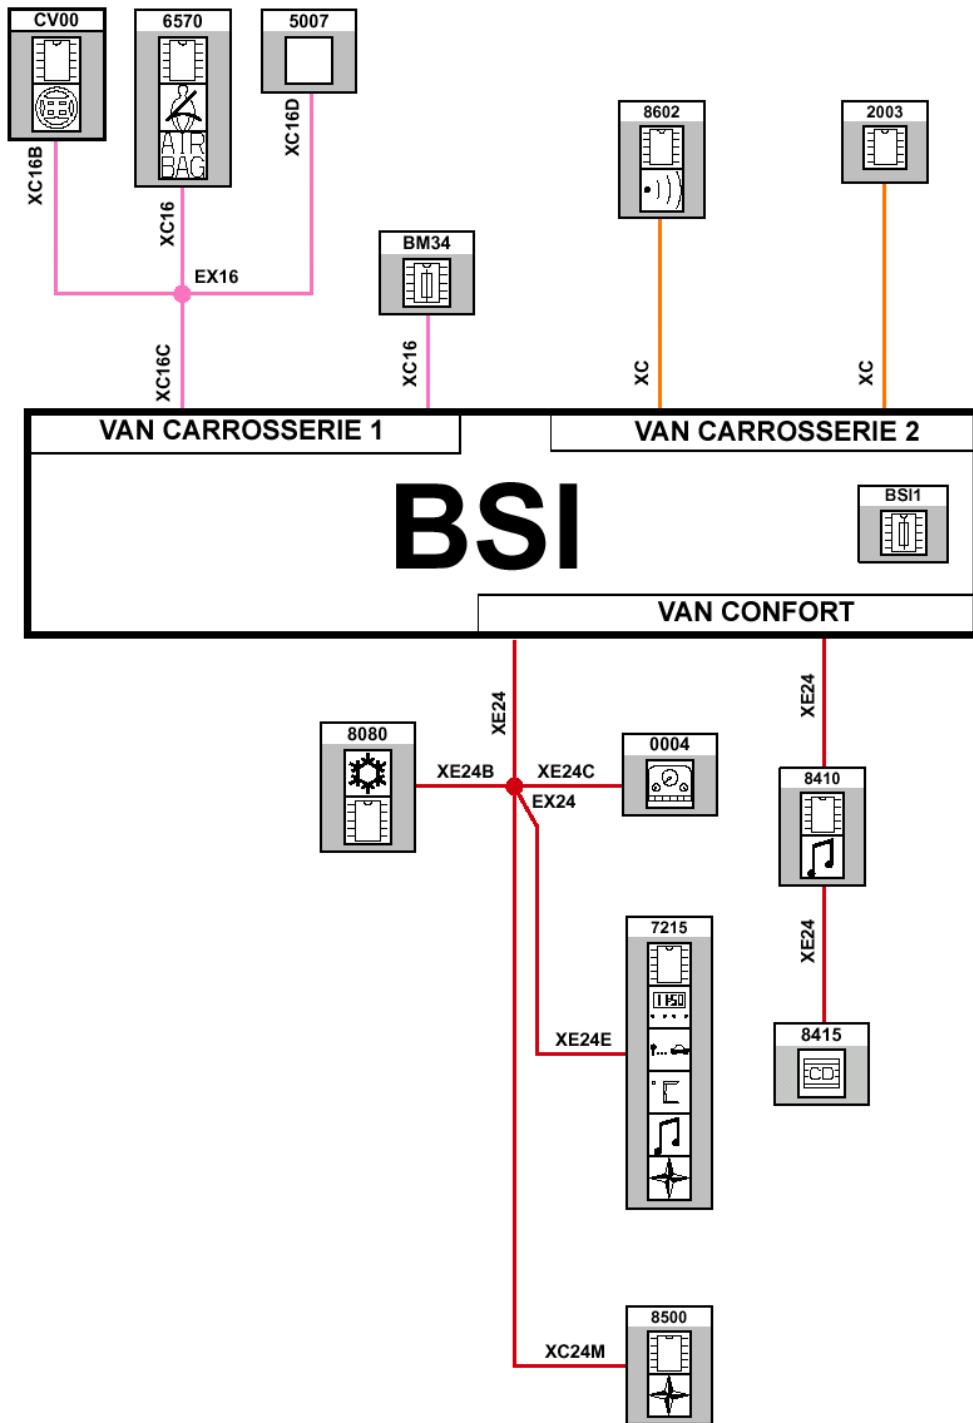 CV00
6570
5007
AIR
BAG
XC16B
XC16
XC16D
8602
2003
BM34
EX16
XC16C
XC16
XC
XC
VAN CARROSSERIE 1
VAN CARROSSERIE 2
BSI
BSI1
VAN CONFORT
XE24
XE24
8080
0004
XE24B
XE24C
EX24
8410
7215
XE24
11:50
XE24E
8415
CD
°C
XC24M
8500